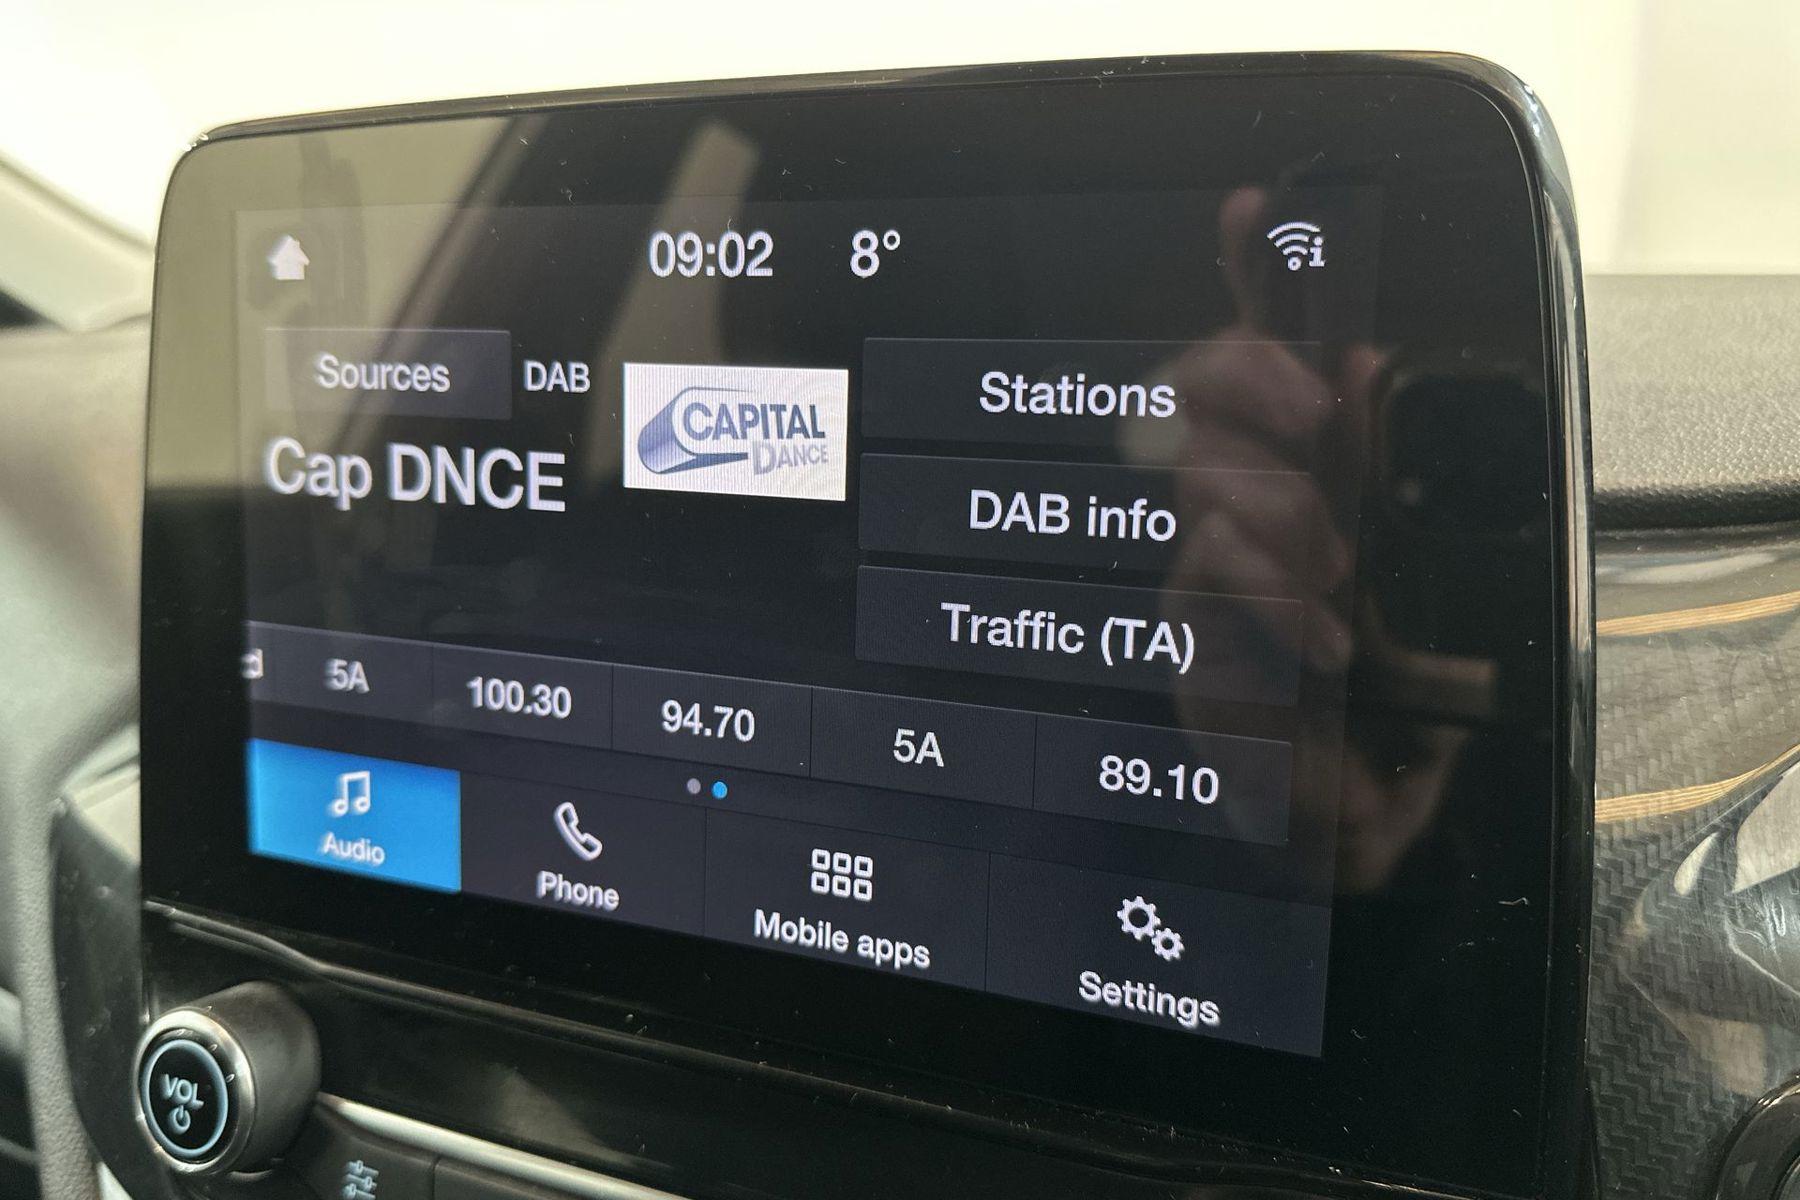 09:02 8°
Sources DAB
CAPITAL
DANCE
Cap DNCE
Stations
DAB info
Traffic (TA)
5A 100.30 94.70 5A 89.10
Audio Phone Mobile apps Settings
VOL